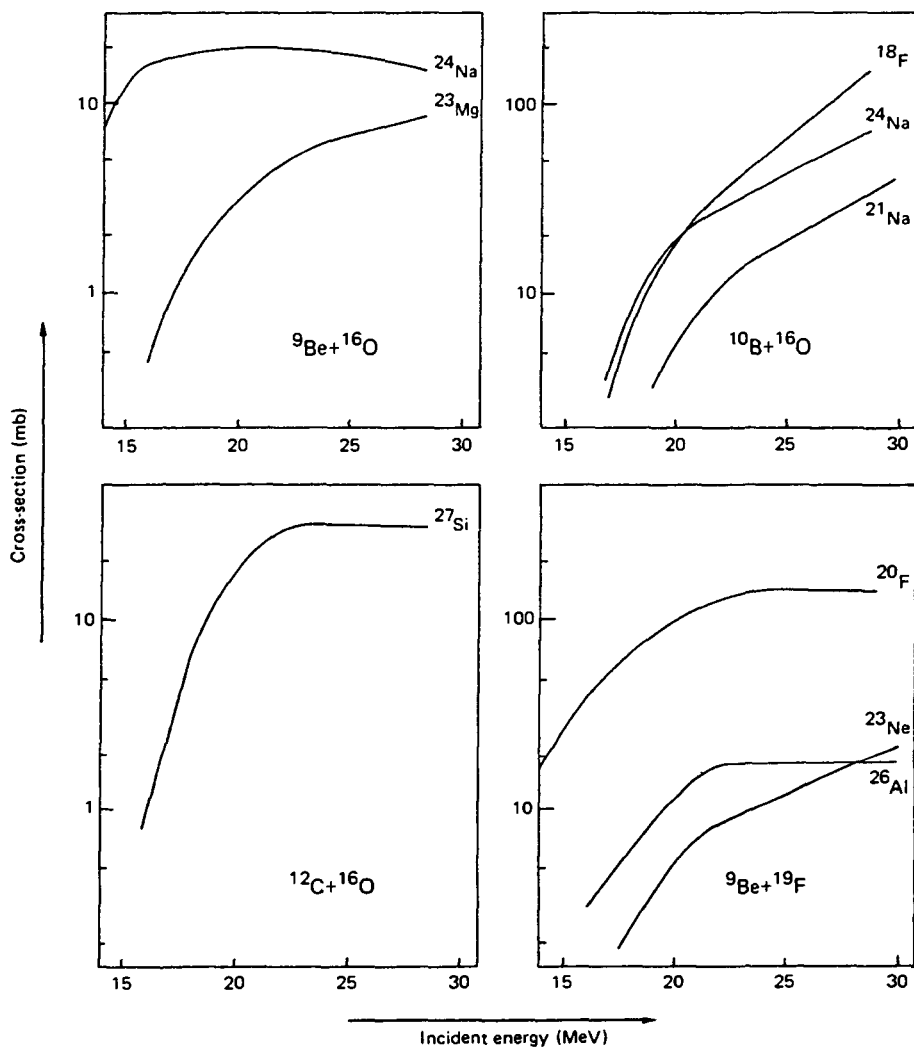 ²⁴Na
²³Mg
10
1
⁹Be+¹⁶O
15 20 25 30
¹⁸F
²⁴Na
²¹Na
100
10
¹⁰B+¹⁶O
15 20 25 30
Cross-section (mb)
²⁷Si
10
1
¹²C+¹⁶O
15 20 25 30
²⁰F
²³Ne
²⁶Al
100
10
⁹Be+¹⁹F
15 20 25 30
Incident energy (MeV)